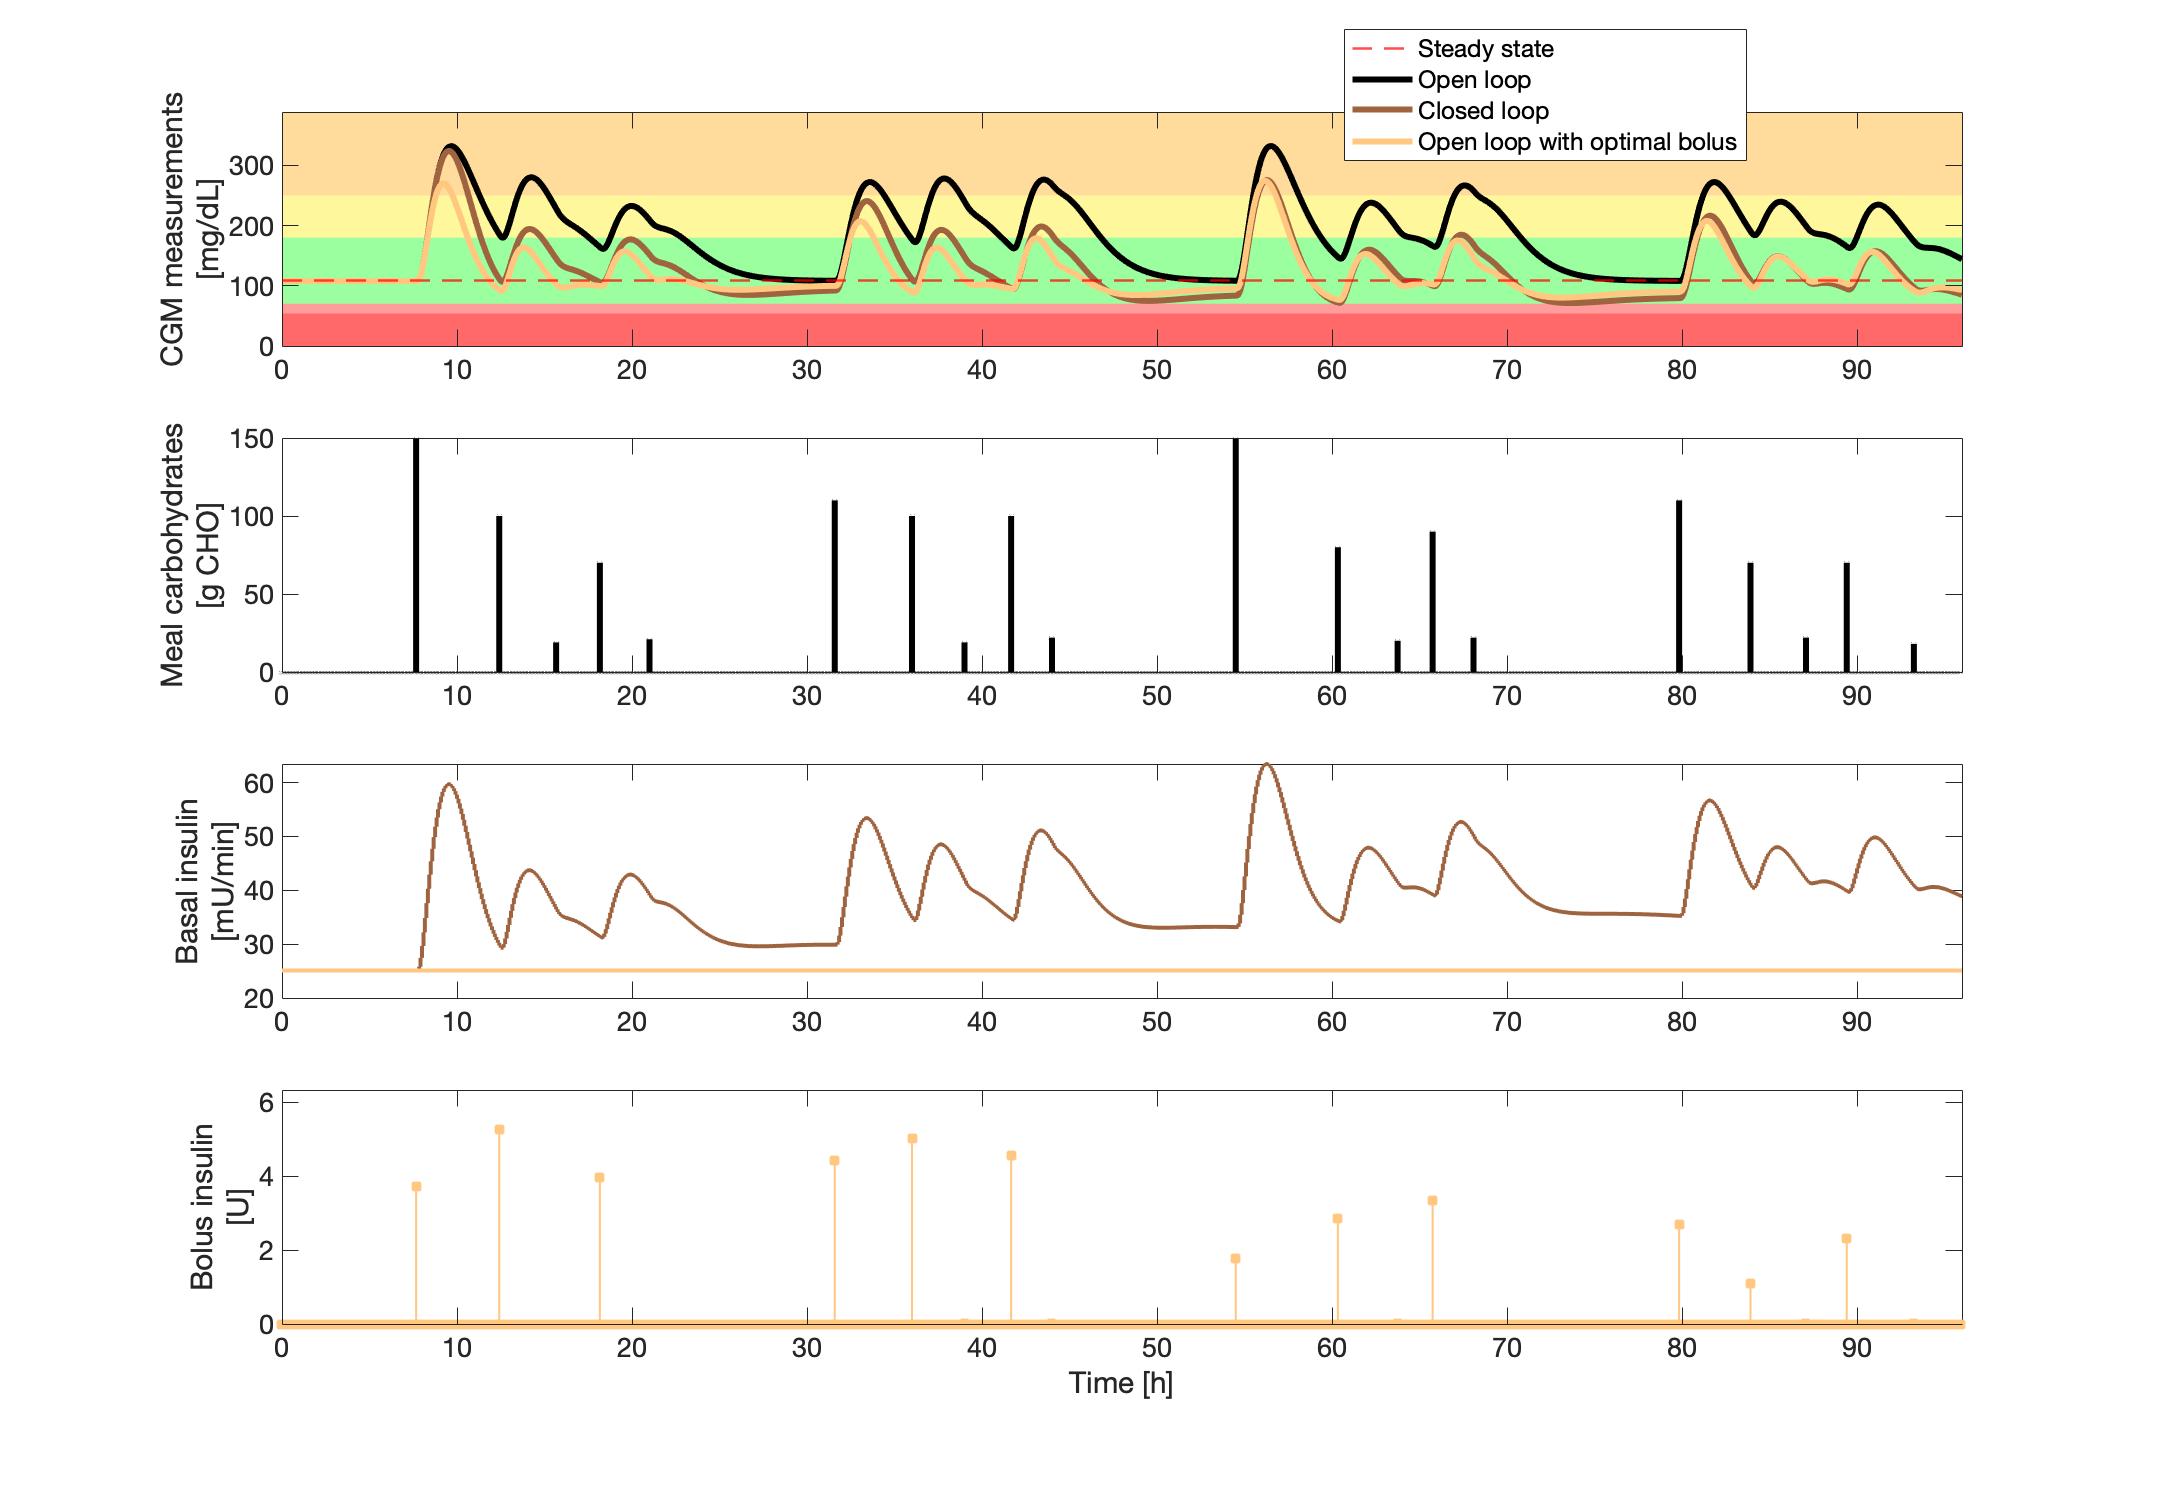 Steady state
Open loop
Closed loop
Open loop with optimal bolus
CGM measurements
[mg/dL]
300
200
100
0
0 10 20 30 40 50 60 70 80 90
Meal carbohydrates
[g CHO]
150
100
50
0
0 10 20 30 40 50 60 70 80 90
Basal insulin
[mU/min]
60
50
40
30
20
0 10 20 30 40 50 60 70 80 90
Bolus insulin
[U]
6
4
2
0
0 10 20 30 40 50 60 70 80 90
Time [h]